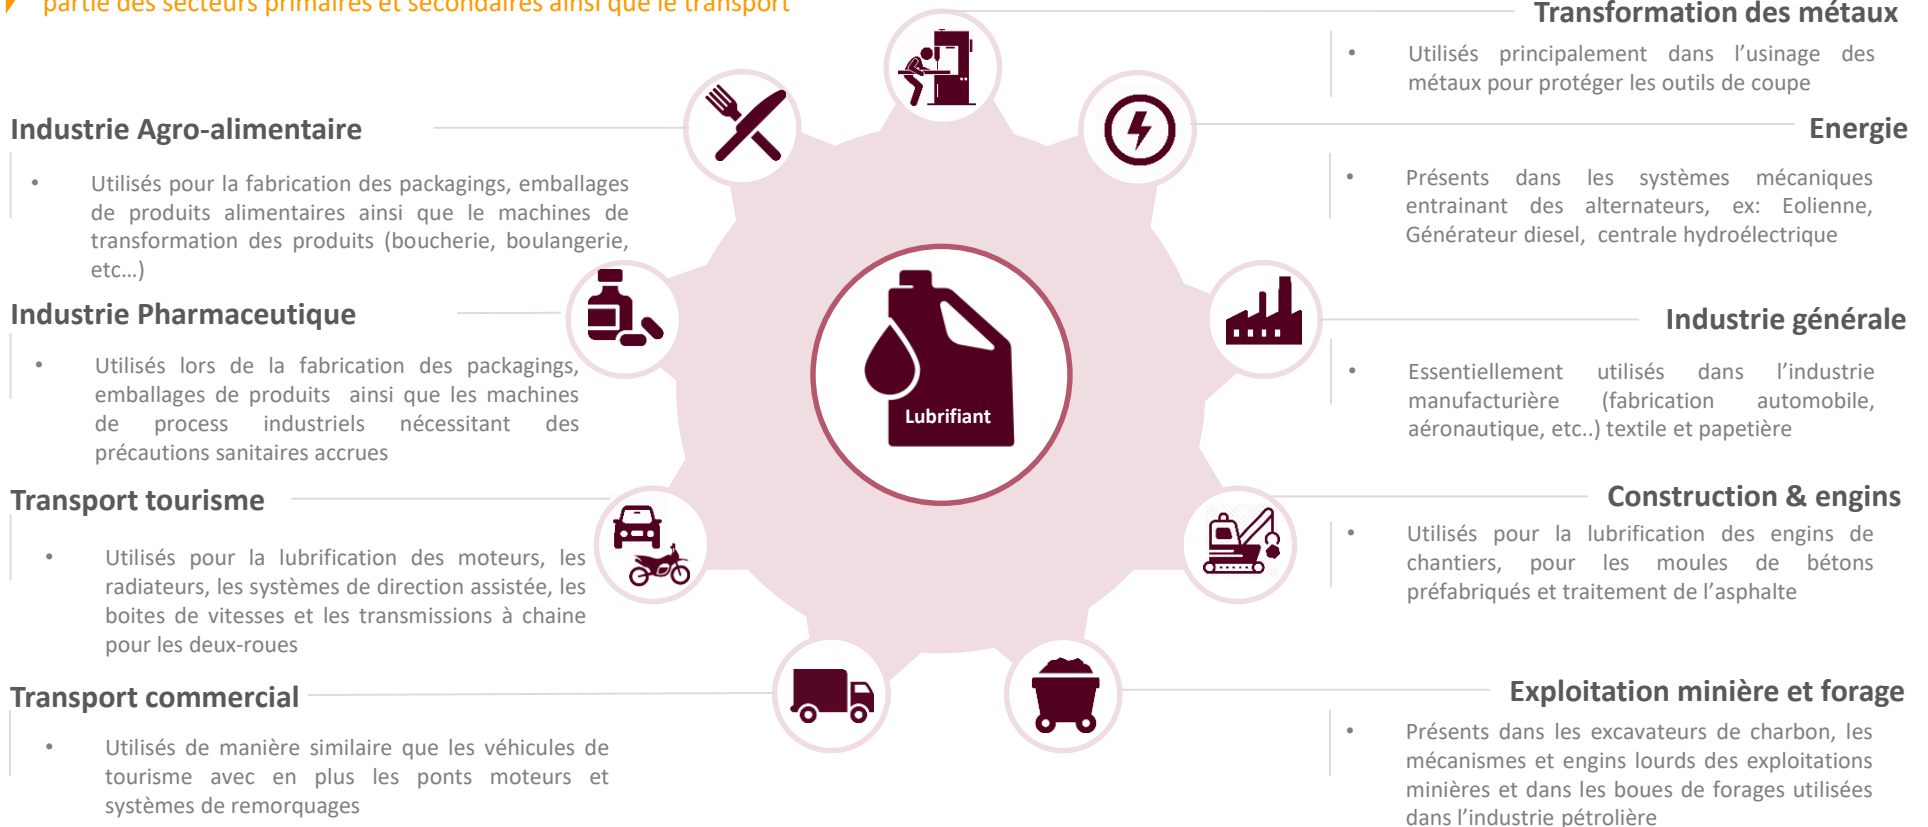 partie des secteurs primaires et secondaires ainsi que le transport
Industrie Agro-alimentaire
• Utilisés pour la fabrication des packagings, emballages
de produits alimentaires ainsi que le machines de
transformation des produits (boucherie, boulangerie,
etc...)
Industrie Pharmaceutique
• Utilisés lors de la fabrication des packagings,
emballages de produits ainsi que les machines
de process industriels nécessitant des
précautions sanitaires accrues
Transport tourisme
• Utilisés pour la lubrification des moteurs, les
radiateurs, les systèmes de direction assistée, les
boites de vitesses et les transmissions à chaine
pour les deux-roues
Transport commercial
• Utilisés de manière similaire que les véhicules de
tourisme avec en plus les ponts moteurs et
systèmes de remorquages
Lubrifiant
Transformation des métaux
• Utilisés principalement dans l'usinage des
métaux pour protéger les outils de coupe
Energie
• Présents dans les systèmes mécaniques
entrainant des alternateurs, ex: Eolienne,
Générateur diesel, centrale hydroélectrique
Industrie générale
• Essentiellement utilisés dans l'industrie
manufacturière (fabrication automobile,
aéronautique, etc..) textile et papetière
Construction & engins
• Utilisés pour la lubrification des engins de
chantiers, pour les moules de bétons
préfabriqués et traitement de l'asphalte
Exploitation minière et forage
• Présents dans les excavateurs de charbon, les
mécanismes et engins lourds des exploitations
minières et dans les boues de forages utilisées
dans l'industrie pétrolière